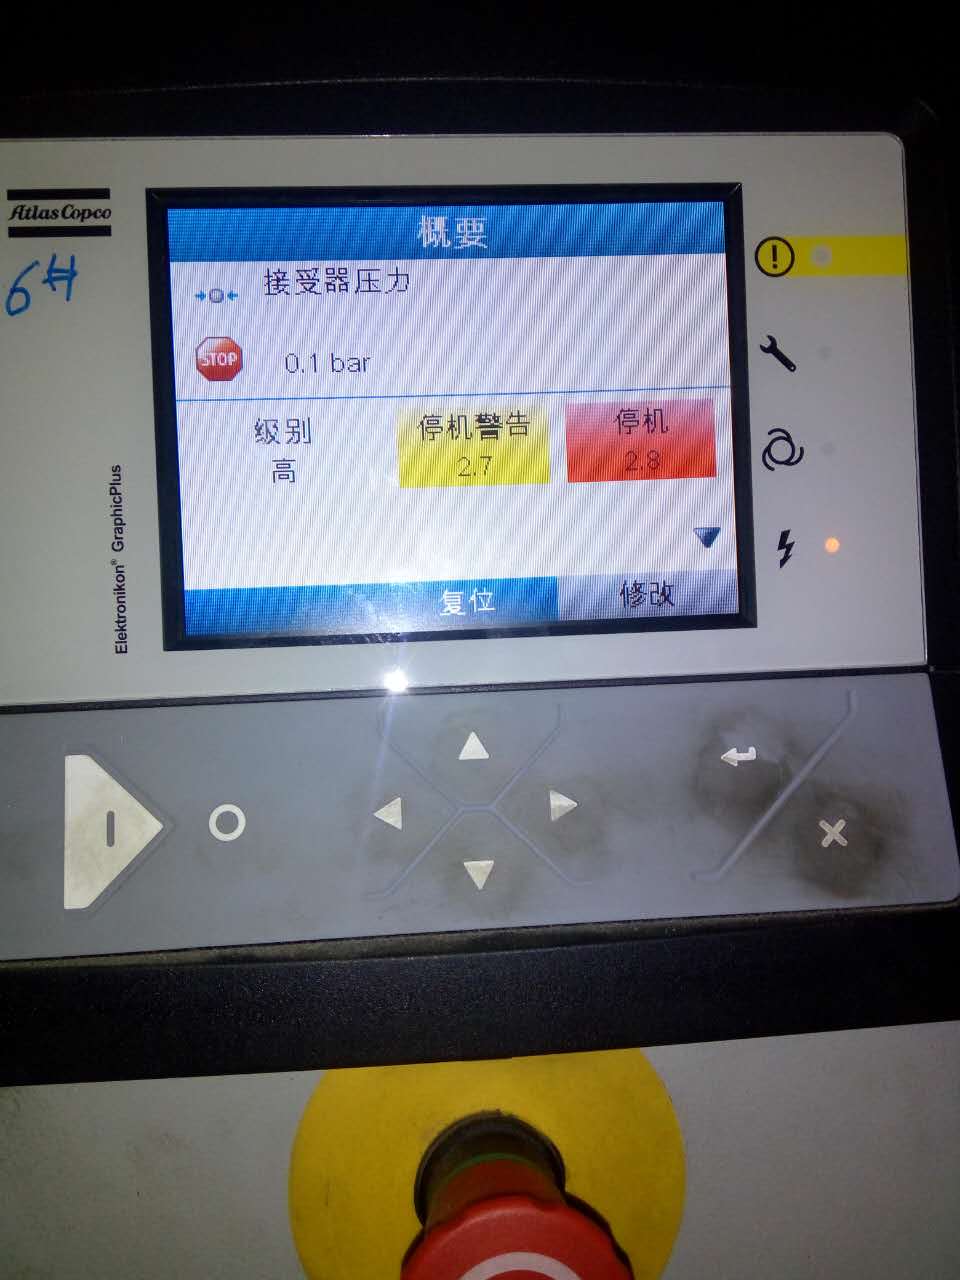 Atlas Copco
6#
概要
接受器压力
STOP
0.1 bar
级别
停机警告
停机
高
2.7
2.8
复位
修改
Elektronikon® GraphicPlus